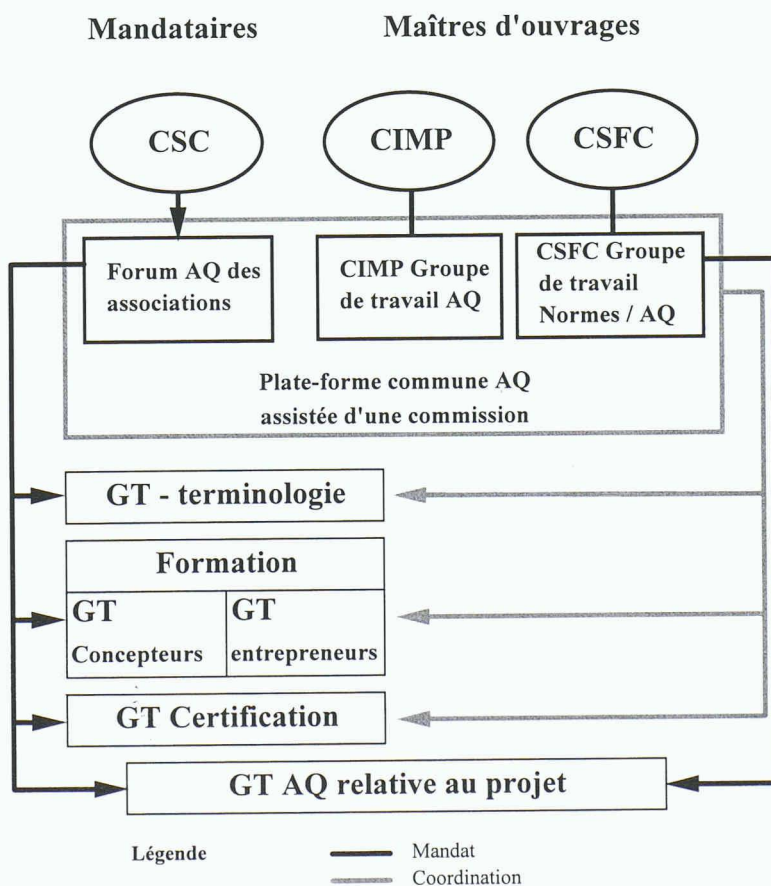 Mandataires
Maîtres d'ouvrages
CSC
CIMP
CSFC
Forum AQ des
associations
CIMP Groupe
de travail AQ
CSFC Groupe
de travail
Normes / AQ
Plate-forme commune AQ
assistée d'une commission
GT - terminologie
Formation
GT
Concepteurs
GT
entrepreneurs
GT Certification
GT AQ relative au projet
Légende
Mandat
Coordination